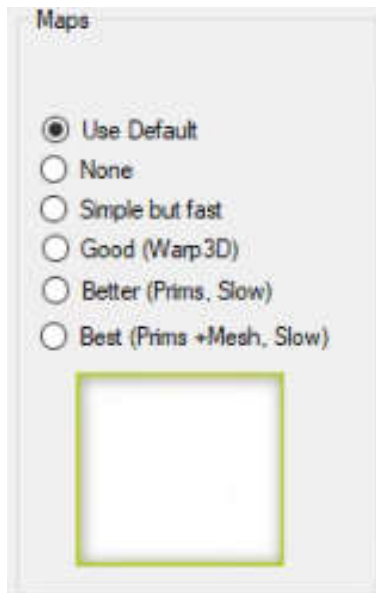 Maps
Use Default
None
Simple but fast
Good (Warp3D)
Better (Prims, Slow)
Best (Prims +Mesh, Slow)